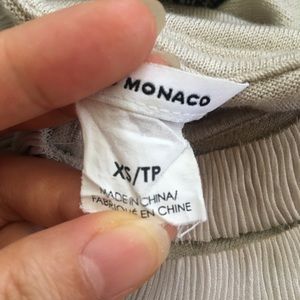 MONACO
XS/TP
MADE IN CHINA/
FABRIQUÉ EN CHINE